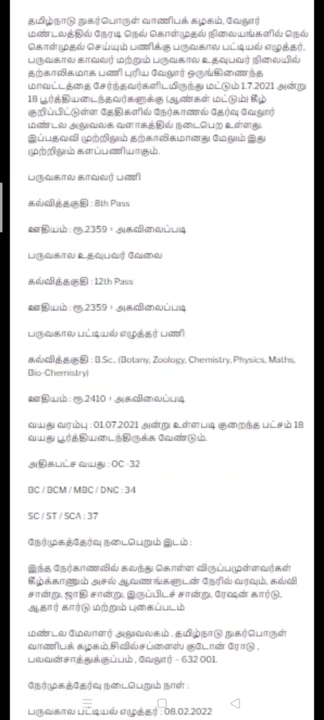 தமிழ்நாடு நுகர்பொருள் வாணிபக் கழகம், வேலூர்
மண்டலத்தில் நேரடி நெல் கொள்முதல் நிலையங்களில் நெல்
கொள்முதல் செய்யும் பணிக்கு பருவகால பட்டியல் எழுத்தர்,
பருவகால காவலர் மற்றும் பருவகால உதவுபவர் நிலையில்
தற்காலிகமாக பணி புரிய வேலூர் ஒருங்கிணைந்த
மாவட்டத்தை சேர்ந்தவர்களிடமிருந்து மட்டும் 1.7.2021 அன்று
18 பூர்த்தியடைந்தவர்களுக்கு (ஆண்கள் மட்டும்) கீழ்
குறிப்பிட்டுள்ள தேதிகளில் நேர்காணல் தேர்வு வேலூர்
மண்டல அலுவலக வளாகத்தில் நடைபெற உள்ளது.
இப்பதவவி முற்றிலும் தற்காலிகமானது மேலும் இது
முற்றிலும் களப்பணியாகும்.
பருவகால காவலர் பணி
கல்வித்தகுதி : 8th Pass
ஊதியம் : ரூ.2359 + அகவிலைப்படி
பருவகால உதவுபவர் வேலை
கல்வித்தகுதி : 12th Pass
ஊதியம் : ரூ.2359 + அகவிலைப்படி
பருவகால பட்டியல் எழுத்தர் பணி
கல்வித்தகுதி : B.Sc., (Botany, Zoology, Chemistry, Physics, Maths,
Bio-Chemistry)
ஊதியம் : ரூ.2410 + அகவிலைப்படி
வயது வரம்பு : 01.07.2021 அன்று உள்ளபடி குறைந்த பட்சம் 18
வயது பூர்த்தியடைந்திருக்க வேண்டும்.
அதிகபட்ச வயது : OC -32
BC / BCM / MBC / DNC : 34
SC / ST / SCA : 37
நேர்முகத்தேர்வு நடைபெறும் இடம் :
இந்த நேர்காணலில் கலந்து கொள்ள விருப்பமுள்ளவர்கள்
கீழ்க்காணும் அசல் ஆவணங்களுடன் நேரில் வரவும், கல்வி
சான்று, ஜாதி சான்று, இருப்பிடச் சான்று, ரேஷன் கார்டு,
ஆதார் கார்டு மற்றும் புகைப்படம்
மண்டல மேலாளர் அலுவலகம் , தமிழ்நாடு நுகர்பொருள்
வாணிபக் கழகம்,சிவில்சப்ளைஸ் குடோன் ரோடு ,
பலவன்சாத்துக்குப்பம் , வேலூர் – 632 001.
நேர்முகத்தேர்வு நடைபெறும் நாள் :
பருவகால பட்டியல் எழுத்தர் : 08.02.2022